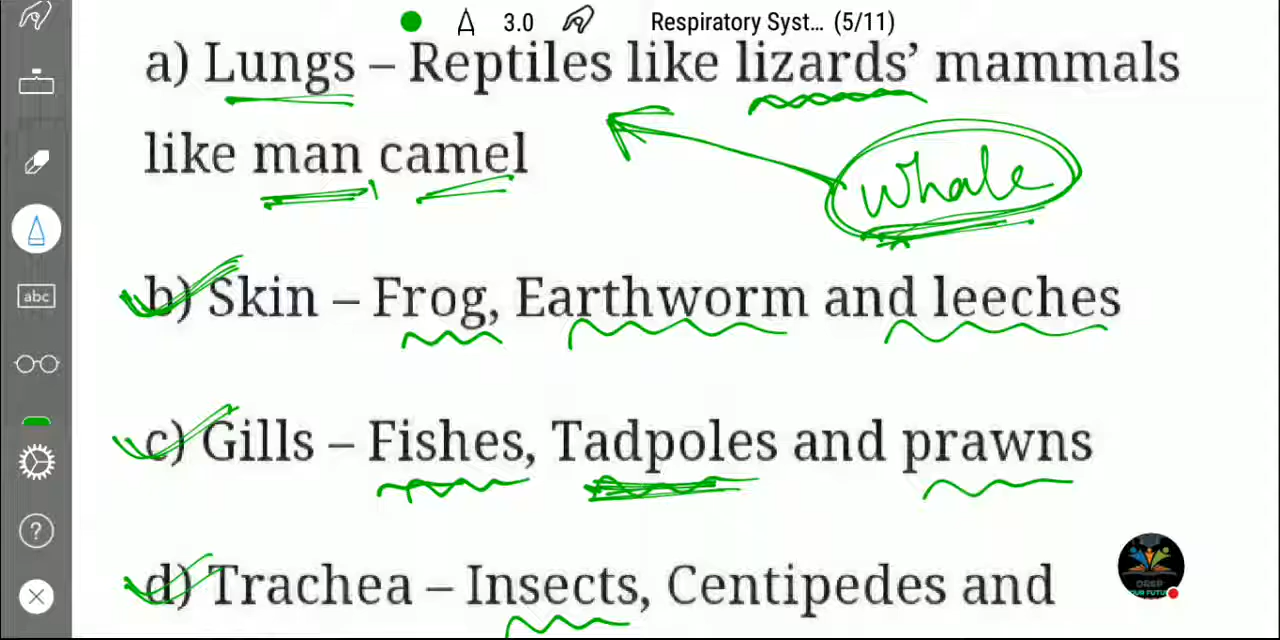 3.0 Respiratory Syst... (5/11)
a) Lungs – Reptiles like lizards’ mammals
like man, camel
whale
b) Skin – Frog, Earthworm and leeches
abc
c) Gills – Fishes, Tadpoles and prawns
?
d) Trachea – Insects, Centipedes and